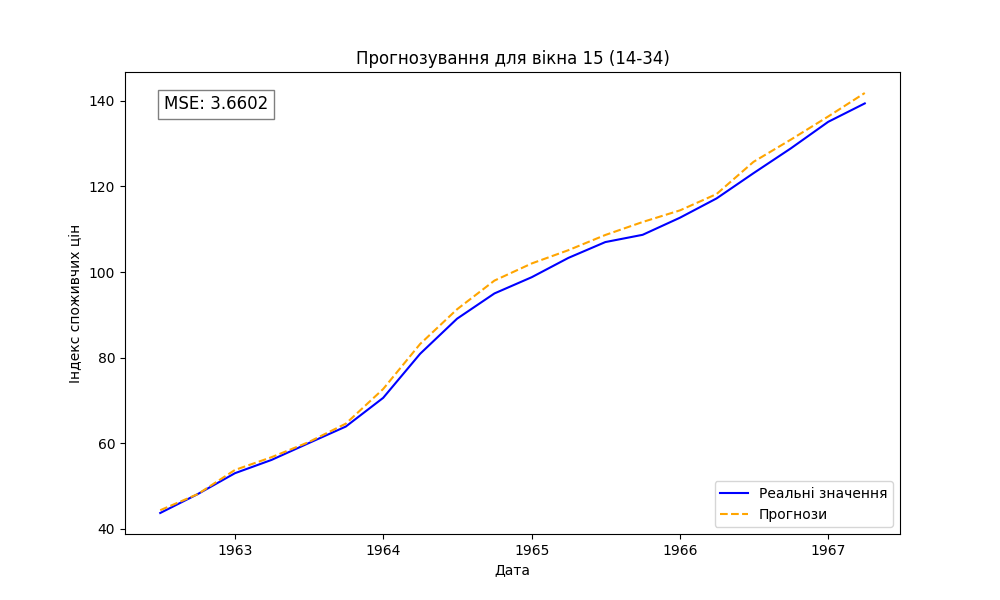 Прогнозування для вікна 15 (14-34)
MSE: 3.6602
140
120
100
80
60
40
Індекс споживчих цін
1963
1964
1965
1966
1967
Дата
Реальні значення
Прогнози